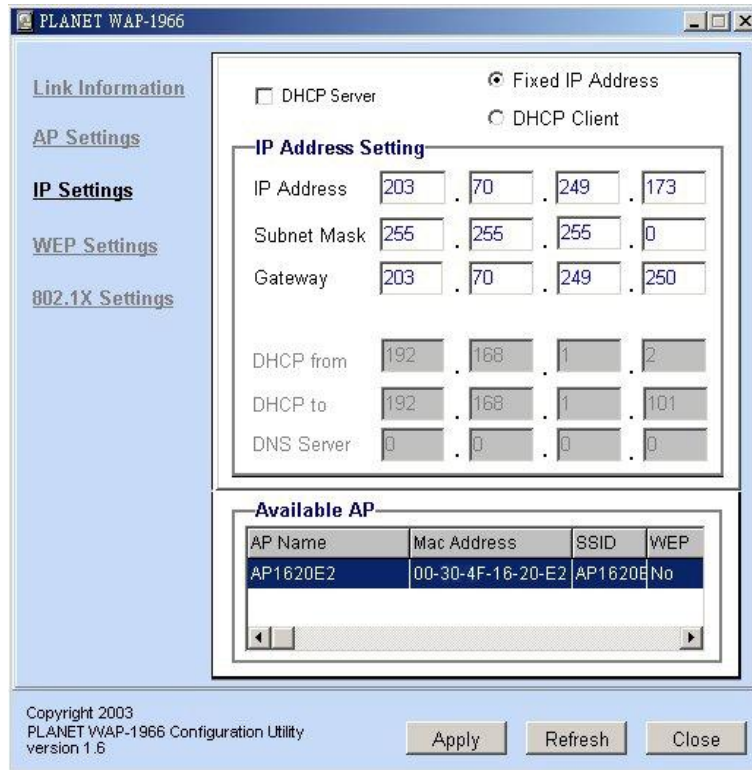 PLANET WAP-1966
Link Information
AP Settings
IP Settings
WEP Settings
802.1X Settings
DHCP Server
Fixed IP Address
DHCP Client
IP Address Setting
IP Address 203 . 70 . 249 . 173
Subnet Mask 255 . 255 . 255 . 0
Gateway 203 . 70 . 249 . 250
DHCP from 192 . 168 . 1 . 2
DHCP to 192 . 168 . 1 . 101
DNS Server 0 . 0 . 0 . 0
Available AP
AP Name Mac Address SSID WEP
AP1620E2 00-30-4F-16-20-E2 AP1620E No
Copyright 2003
PLANET WAP-1966 Configuration Utility
version 1.6
Apply Refresh Close